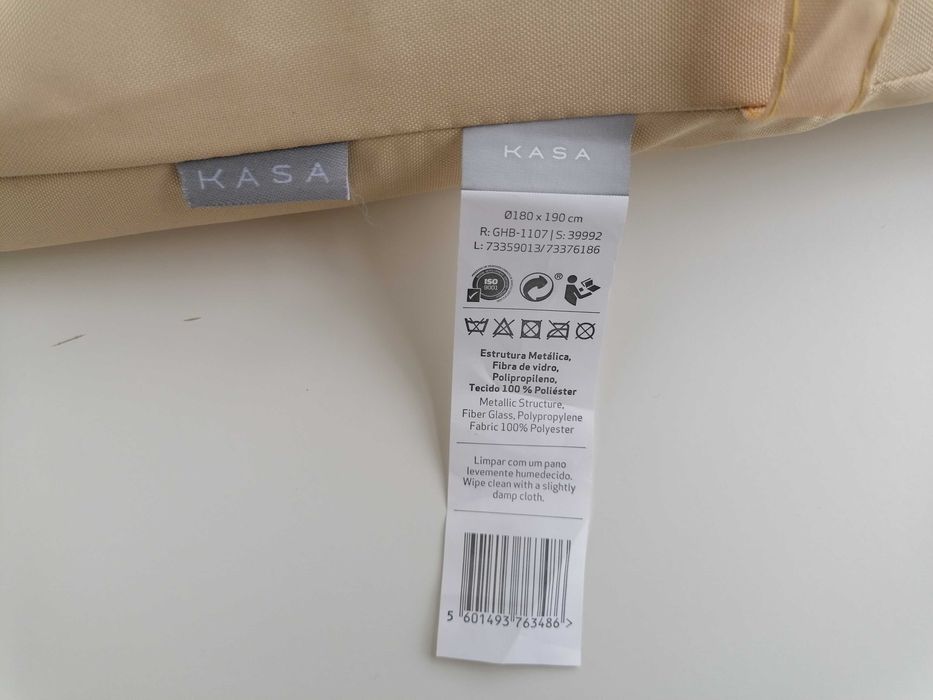 KASA
KASA
Ø180 x 190 cm
R: GHB-1107 | S: 39992
L: 73359013/73376186
ISO
9001
®
Estrutura Metálica,
Fibra de vidro,
Polipropileno,
Tecido 100 % Poliéster
Metallic Structure,
Fiber Glass, Polypropylene
Fabric 100% Polyester
Limpar com um pano
levemente humedecido.
Wipe clean with a slightly
damp cloth.
5 601493 763486 >